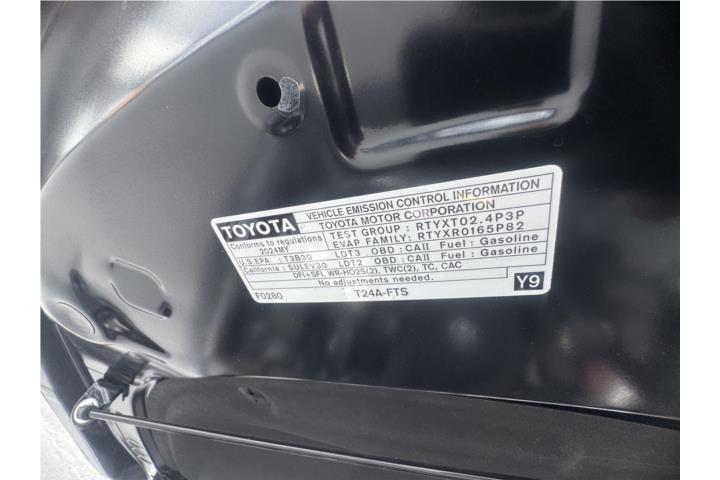 TOYOTA
VEHICLE EMISSION CONTROL INFORMATION
TOYOTA MOTOR CORPORATION
Conforms to regulations
2024MY
TEST GROUP : RTYXT02.4P3P
EVAP FAMILY: RTYXR0165P82
U.S.EPA : T3B30 LDT3 OBD : CAII Fuel : Gasoline
California : SULEV30 LDT2 OBD : CAII Fuel : Gasoline
DFI+SFI, WR-HO2S(2), TWC(2), TC, CAC
No adjustments needed.
F0280 T24A-FTS Y9